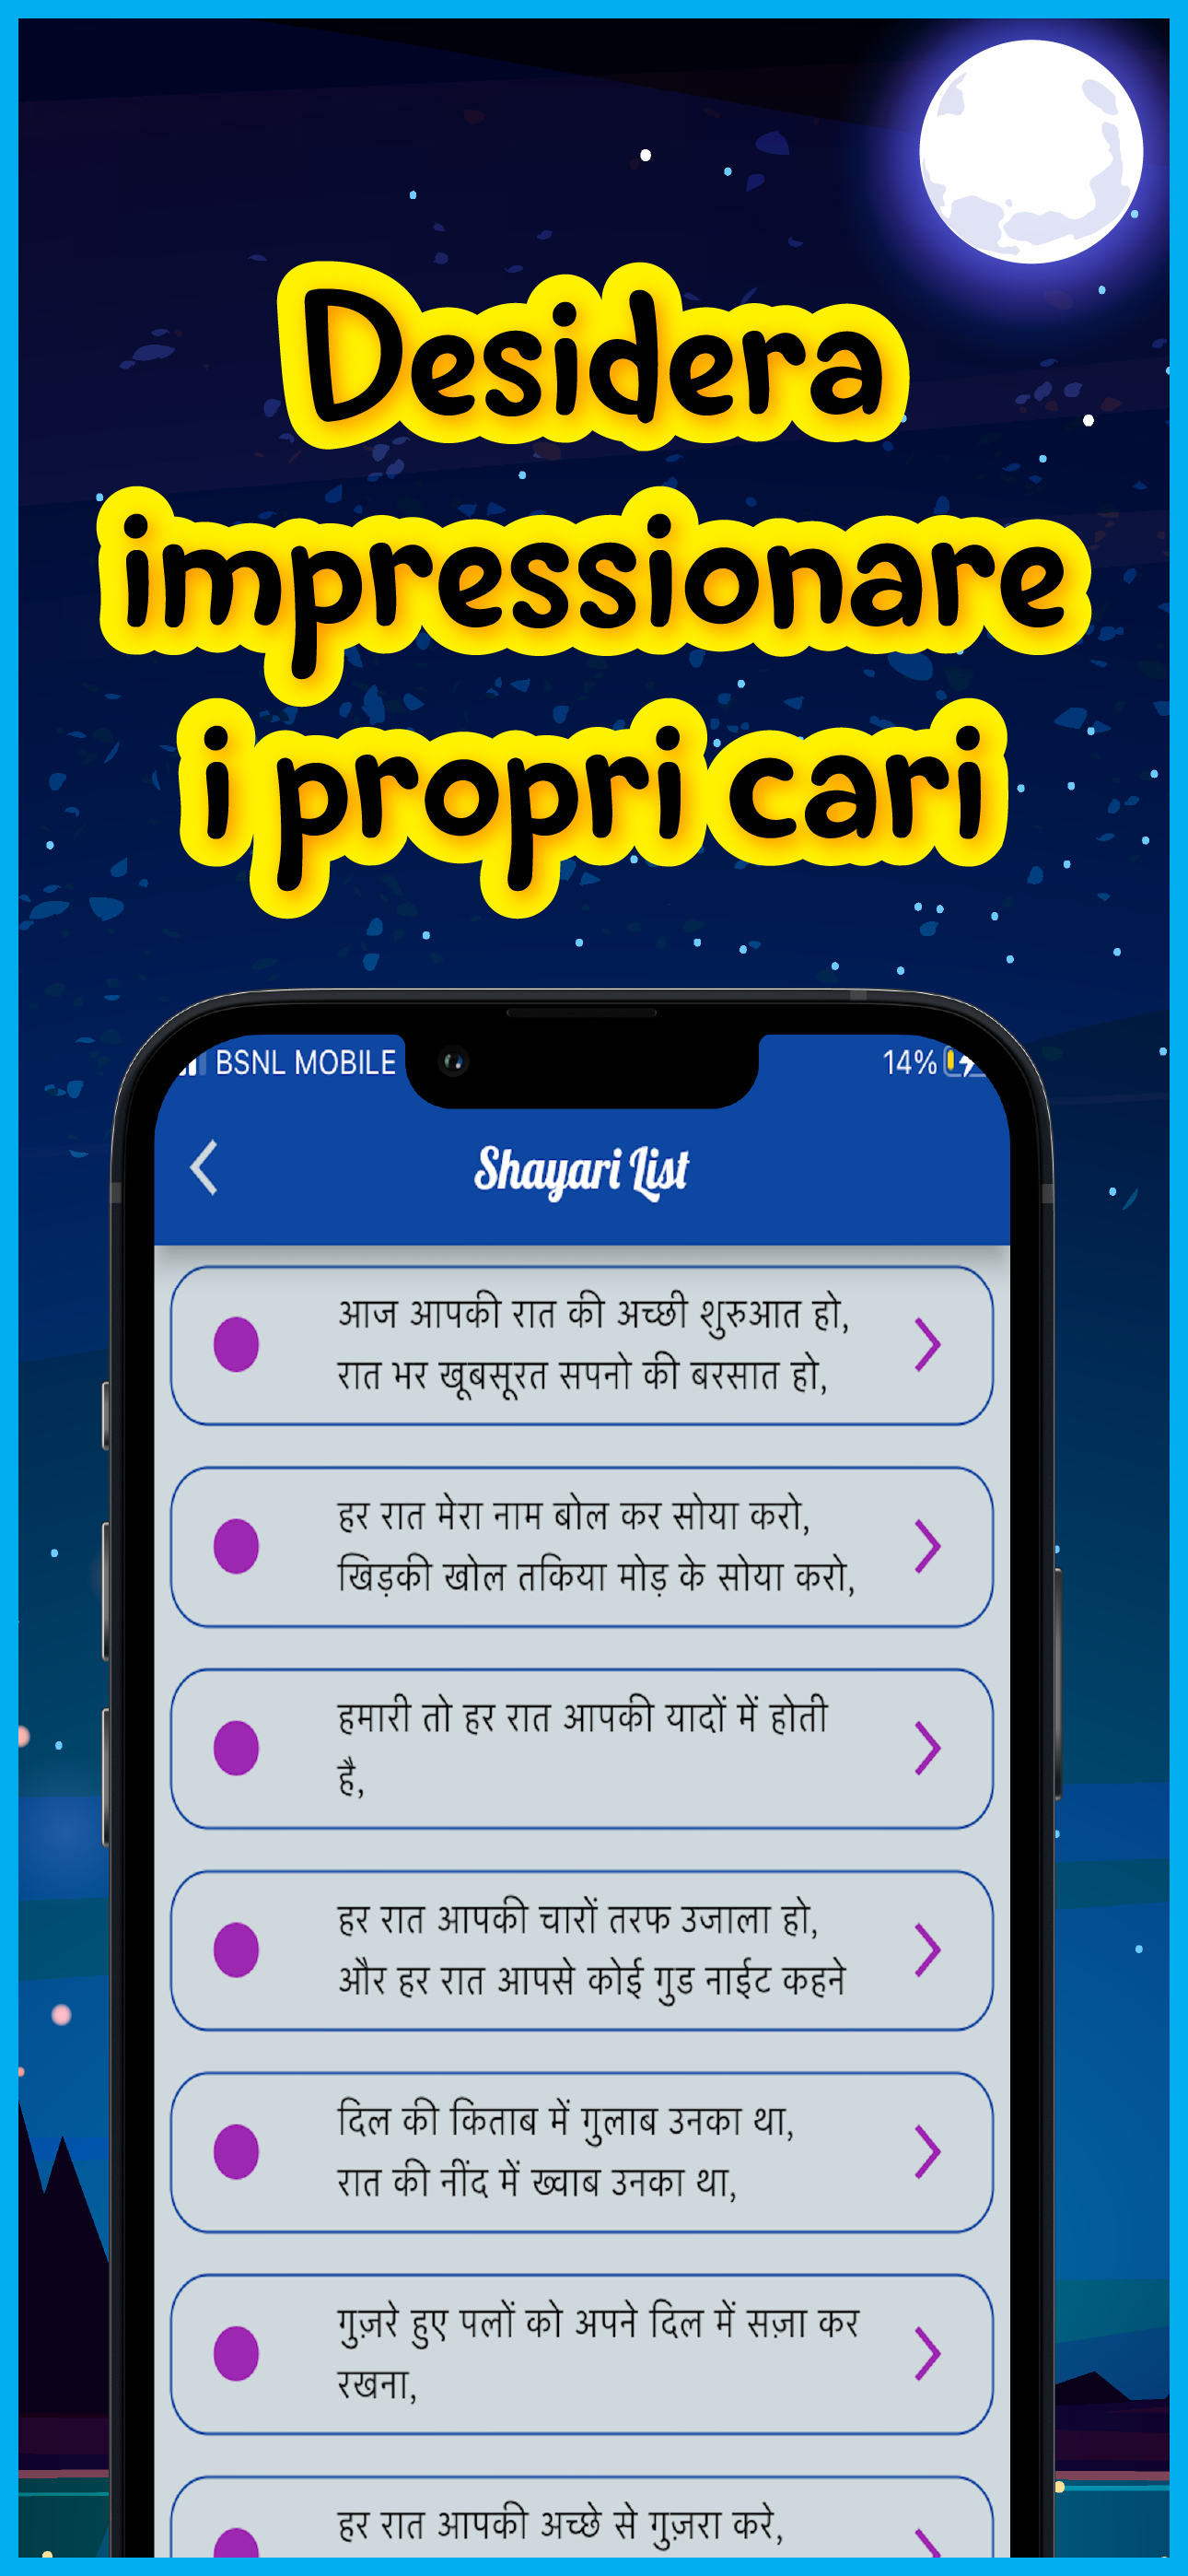 Desidera
impressionare
i propri cari
BSNL MOBILE
14%
Shayari List
आज आपकी रात की अच्छी शुरुआत हो,
रात भर खूबसूरत सपनो की बरसात हो,
हर रात मेरा नाम बोल कर सोया करो,
खिड़की खोल तकिया मोड़ के सोया करो,
हमारी तो हर रात आपकी यादों में होती
है,
हर रात आपकी चारों तरफ उजाला हो,
और हर रात आपसे कोई गुड नाईट कहने
दिल की किताब में गुलाब उनका था,
रात की नींद में ख्वाब उनका था,
गुज़रे हुए पलों को अपने दिल में सज़ा कर
रखना,
हर रात आपकी अच्छे से गुज़रा करे,